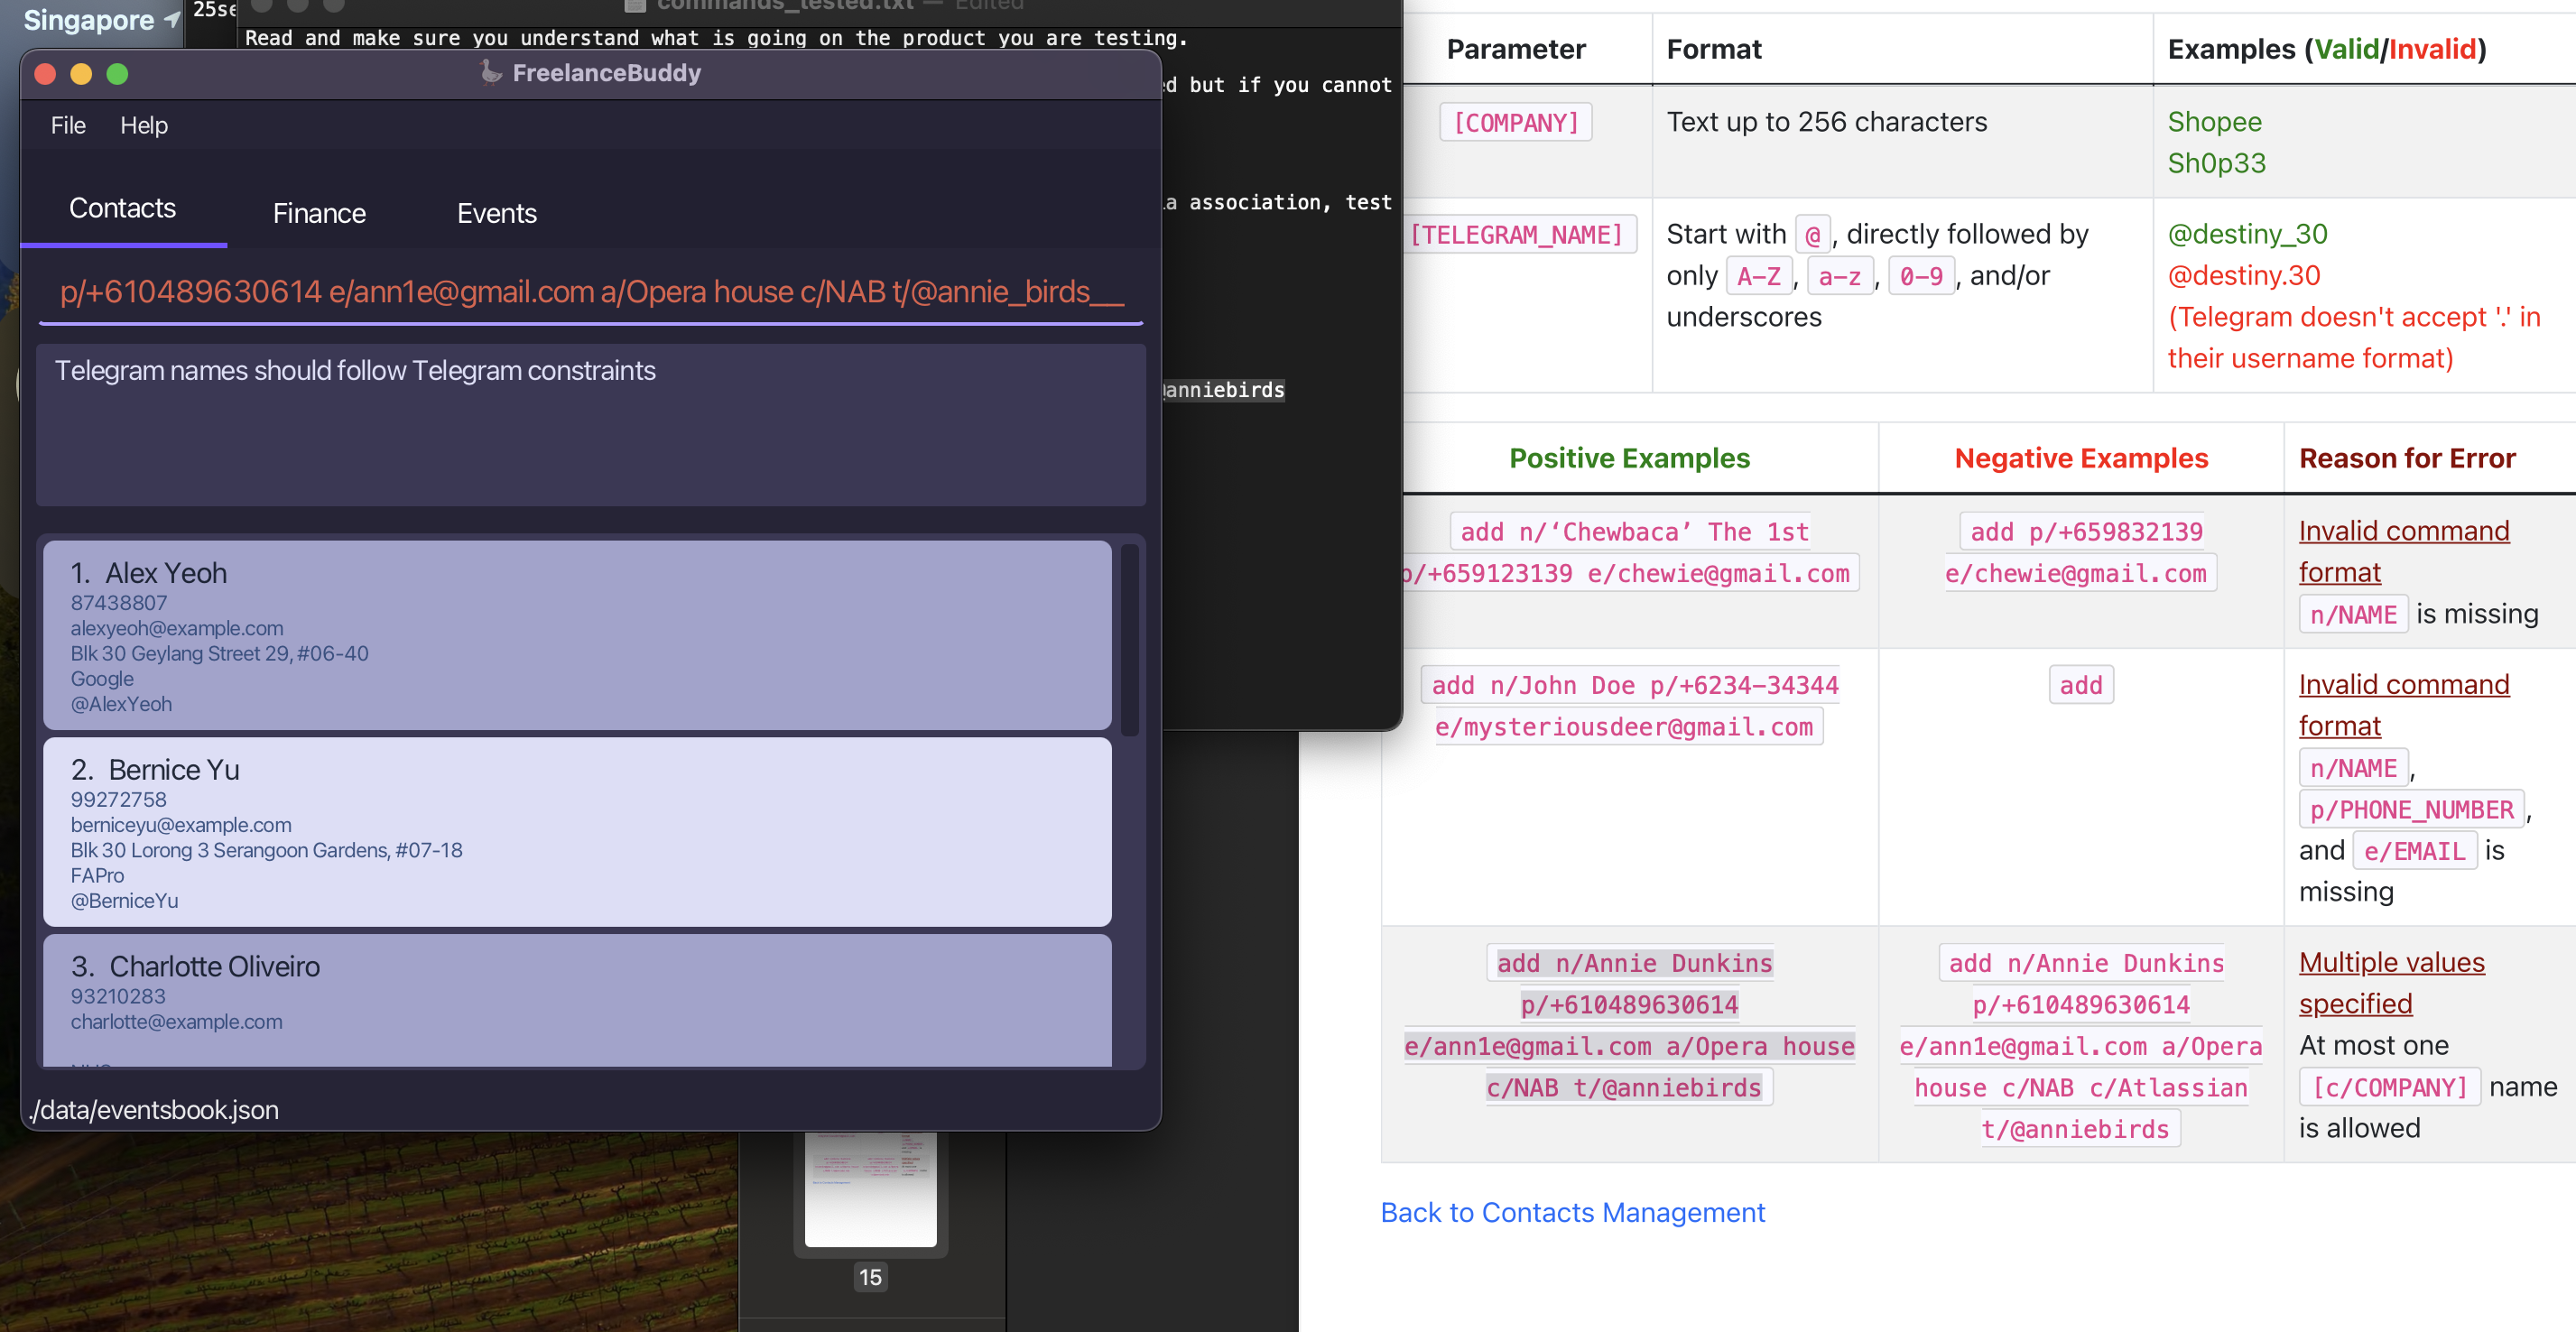 Singapore
25se
commands_tested.txt — Edited
Read and make sure you understand what is going on the product you are testing.
FreelanceBuddy
ed but if you cannot
File Help
a association, test
Contacts Finance Events
p/+610489630614 e/ann1e@gmail.com a/Opera house c/NAB t/@annie_birds__
Telegram names should follow Telegram constraints
@anniebirds
1. Alex Yeoh
87438807
alexyeoh@example.com
Blk 30 Geylang Street 29, #06-40
Google
@AlexYeoh
2. Bernice Yu
99272758
berniceyu@example.com
Blk 30 Lorong 3 Serangoon Gardens, #07-18
FAPro
@BerniceYu
3. Charlotte Oliveiro
93210283
charlotte@example.com
./data/eventsbook.json
15
Parameter Format Examples (Valid/Invalid)
[COMPANY] Text up to 256 characters Shopee
Sh0p33
[TELEGRAM_NAME] Start with @, directly followed by @destiny_30
only A-Z, a-z, 0-9, and/or @destiny.30
underscores (Telegram doesn't accept '.' in
their username format)
Positive Examples Negative Examples Reason for Error
add n/‘Chewbaca’ The 1st
p/+659123139 e/chewie@gmail.com
add p/+659832139
e/chewie@gmail.com
Invalid command
format
n/NAME is missing
add n/John Doe p/+6234-34344
e/mysteriousdeer@gmail.com
add
Invalid command
format
n/NAME,
p/PHONE_NUMBER,
and e/EMAIL is
missing
add n/Annie Dunkins
p/+610489630614
e/ann1e@gmail.com a/Opera house
c/NAB t/@anniebirds
add n/Annie Dunkins
p/+610489630614
e/ann1e@gmail.com a/Opera
house c/NAB c/Atlassian
t/@anniebirds
Multiple values
specified
At most one
[c/COMPANY] name
is allowed
Back to Contacts Management